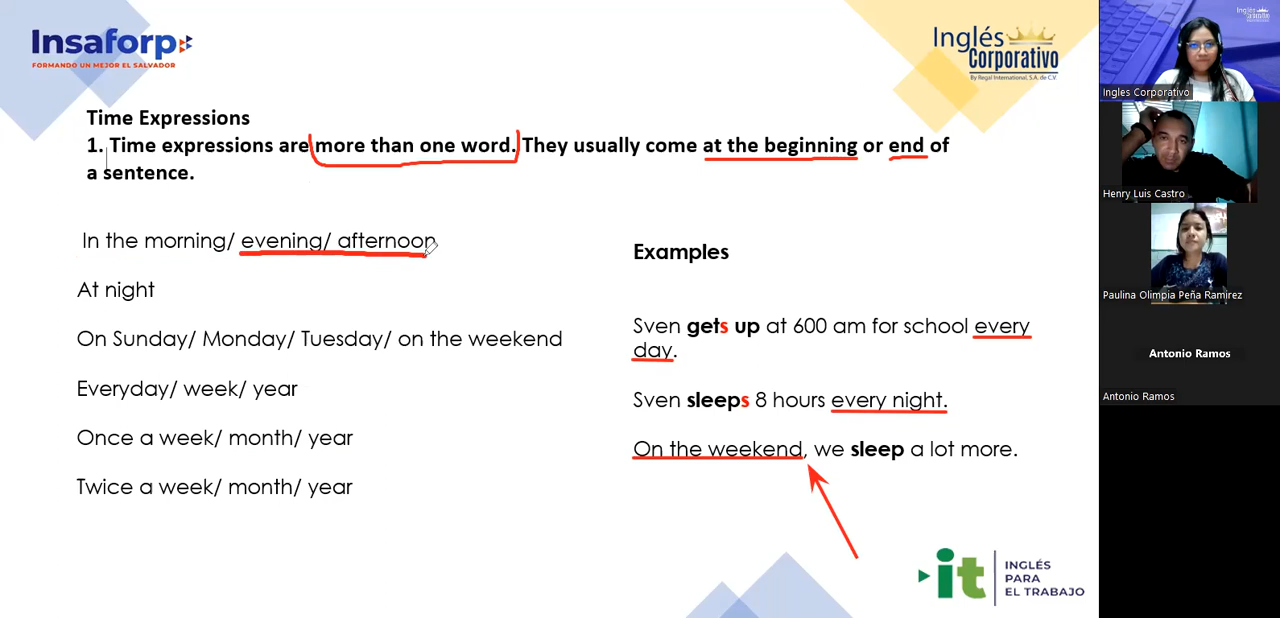 Insaforp
FORMANDO UN MEJOR EL SALVADOR
Inglés
Corporativo
By Regal International, S.A. de C.V.
Time Expressions
1. Time expressions are more than one word. They usually come at the beginning or end of
a sentence.
In the morning/ evening/ afternoon
At night
On Sunday/ Monday/ Tuesday/ on the weekend
Everyday/ week/ year
Once a week/ month/ year
Twice a week/ month/ year
Examples
Sven gets up at 600 am for school every
day.
Sven sleeps 8 hours every night.
On the weekend, we sleep a lot more.
it
INGLÉS
PARA
EL TRABAJO
Inglés
Corporativo
Ingles Corporativo
Henry Luis Castro
Paulina Olimpia Peña Ramirez
Antonio Ramos
Antonio Ramos